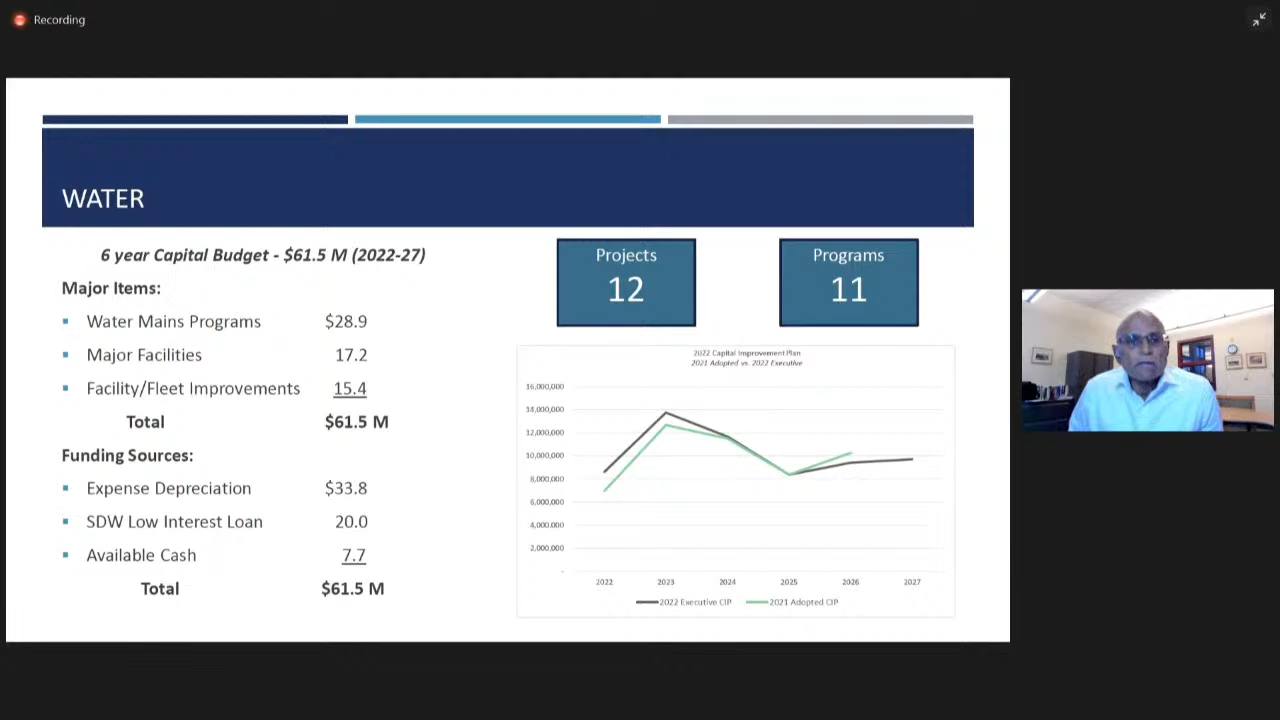 Recording
WATER
6 year Capital Budget - $61.5 M (2022-27)
Major Items:
▪ Water Mains Programs $28.9
▪ Major Facilities 17.2
▪ Facility/Fleet Improvements 15.4
Total $61.5 M
Funding Sources:
▪ Expense Depreciation $33.8
▪ SDW Low Interest Loan 20.0
▪ Available Cash 7.7
Total $61.5 M
Projects
12
Programs
11
2022 Capital Improvement Plan
2021 Adopted vs. 2022 Executive
16,000,000
14,000,000
12,000,000
10,000,000
8,000,000
6,000,000
4,000,000
2,000,000
-
2022 2023 2024 2025 2026 2027
2022 Executive CIP 2021 Adopted CIP